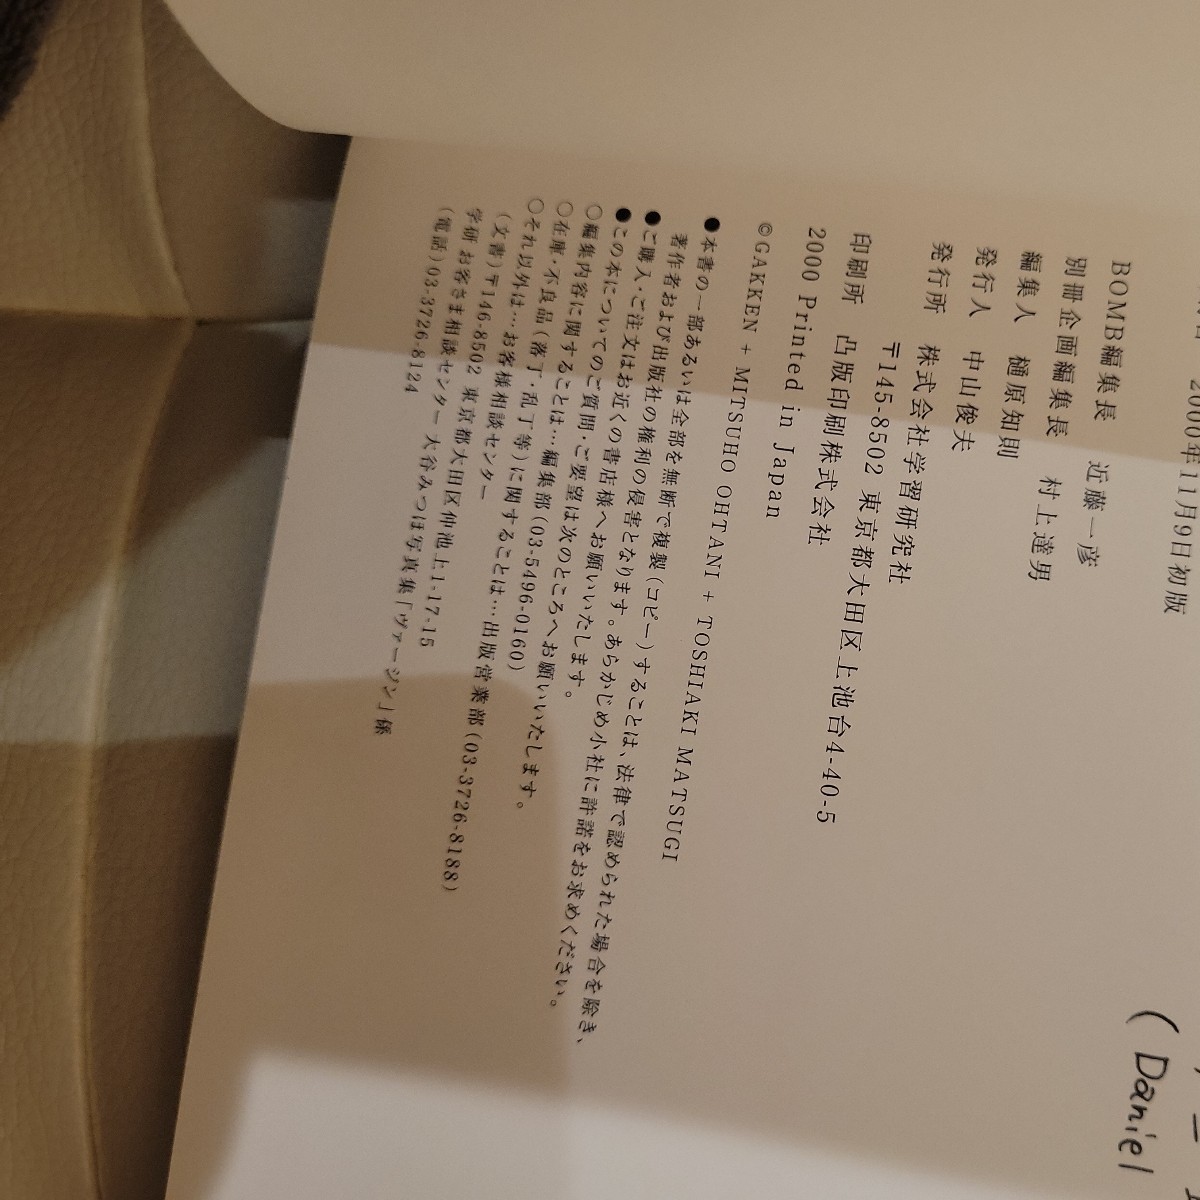 2000年11月9日初版
BOMB編集長 近藤一彦
別冊企画編集長 村上達男
編集人 樋原知則
発行人 中山俊夫
発行所 株式会社学習研究社
〒145-8502 東京都大田区上池台4-40-5
印刷所 凸版印刷株式会社
2000 Printed in Japan
©GAKKEN + MITSUHO OHTANI + TOSHIAKI MATSUGI
●本書の一部あるいは全部を無断で複製(コピー)することは、法律で認められた場合を除き、
著作者および出版社の権利の侵害となります。あらかじめ小社に許諾をお求めください。
●ご購入・ご注文はお近くの書店様へお願いいたします。
●この本についてのご質問・ご要望は次のところへお願いいたします。
○編集内容に関することは…編集部(03-5496-0160)
○在庫・不良品(落丁・乱丁等)に関することは…出版営業部(03-3726-8188)
○それ以外は…お客様相談センター
(文書)〒146-8502 東京都大田区仲池上1-17-15
学研 お客さま相談センター 大谷みつほ写真集「ヴァージン」係
(電話)03-3726-8124
(Daniel